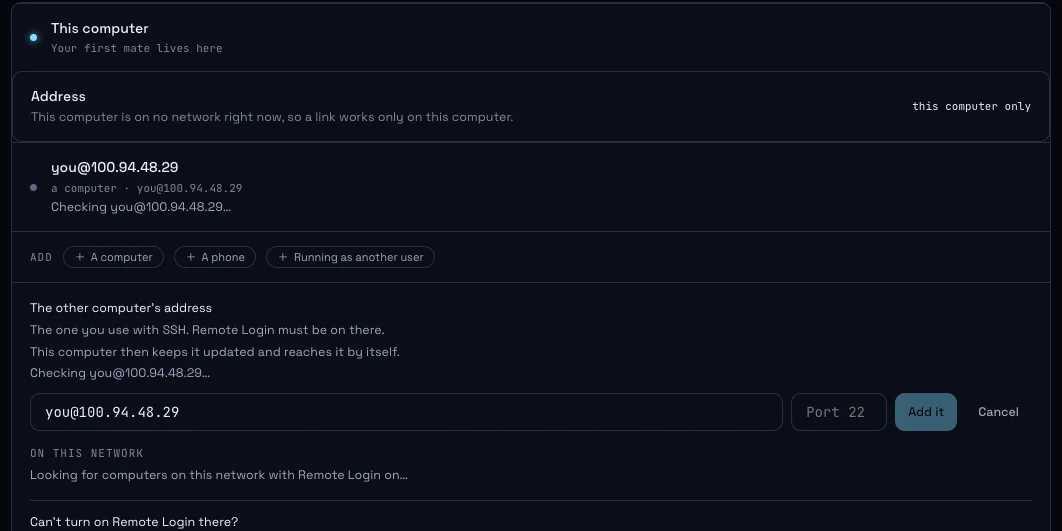 This computer
Your first mate lives here
Address
This computer is on no network right now, so a link works only on this computer.
this computer only
you@100.94.48.29
a computer · you@100.94.48.29
Checking you@100.94.48.29…
ADD
+ A computer
+ A phone
+ Running as another user
The other computer’s address
The one you use with SSH. Remote Login must be on there.
This computer then keeps it updated and reaches it by itself.
Checking you@100.94.48.29…
you@100.94.48.29
Port 22
Add it
Cancel
ON THIS NETWORK
Looking for computers on this network with Remote Login on…
Can’t turn on Remote Login there?